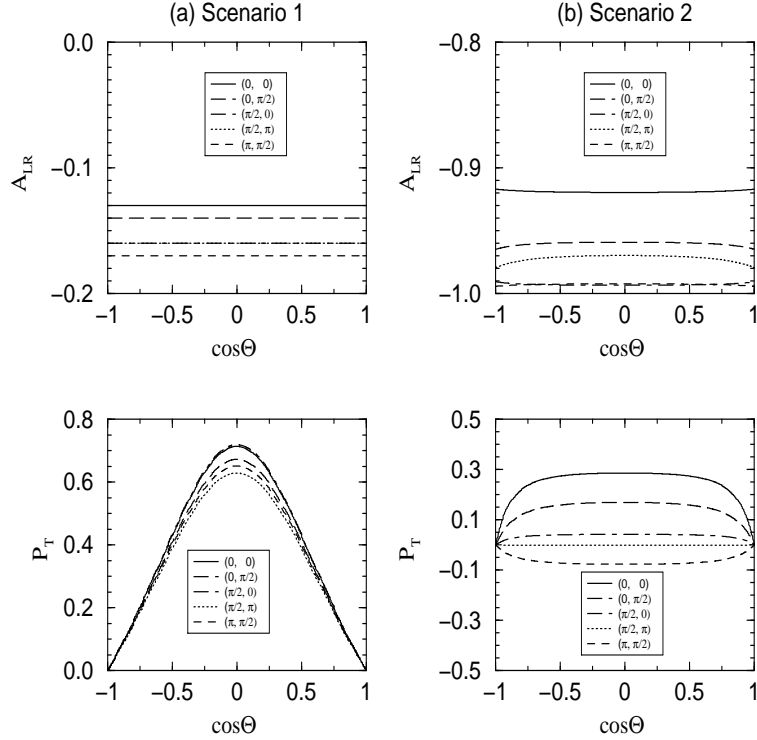 (a) Scenario 1
(b) Scenario 2
0.0
−0.1
−0.2
A_LR
(0, 0)
(0, π/2)
(π/2, 0)
(π/2, π)
(π, π/2)
−1 −0.5 0 0.5 1
cosΘ
−0.8
−0.9
−1.0
A_LR
(0, 0)
(0, π/2)
(π/2, 0)
(π/2, π)
(π, π/2)
−1 −0.5 0 0.5 1
cosΘ
0.8
0.6
0.4
0.2
0.0
P_T
(0, 0)
(0, π/2)
(π/2, 0)
(π/2, π)
(π, π/2)
−1 −0.5 0 0.5 1
cosΘ
0.5
0.3
0.1
−0.1
−0.3
−0.5
P_T
(0, 0)
(0, π/2)
(π/2, 0)
(π/2, π)
(π, π/2)
−1 −0.5 0 0.5 1
cosΘ